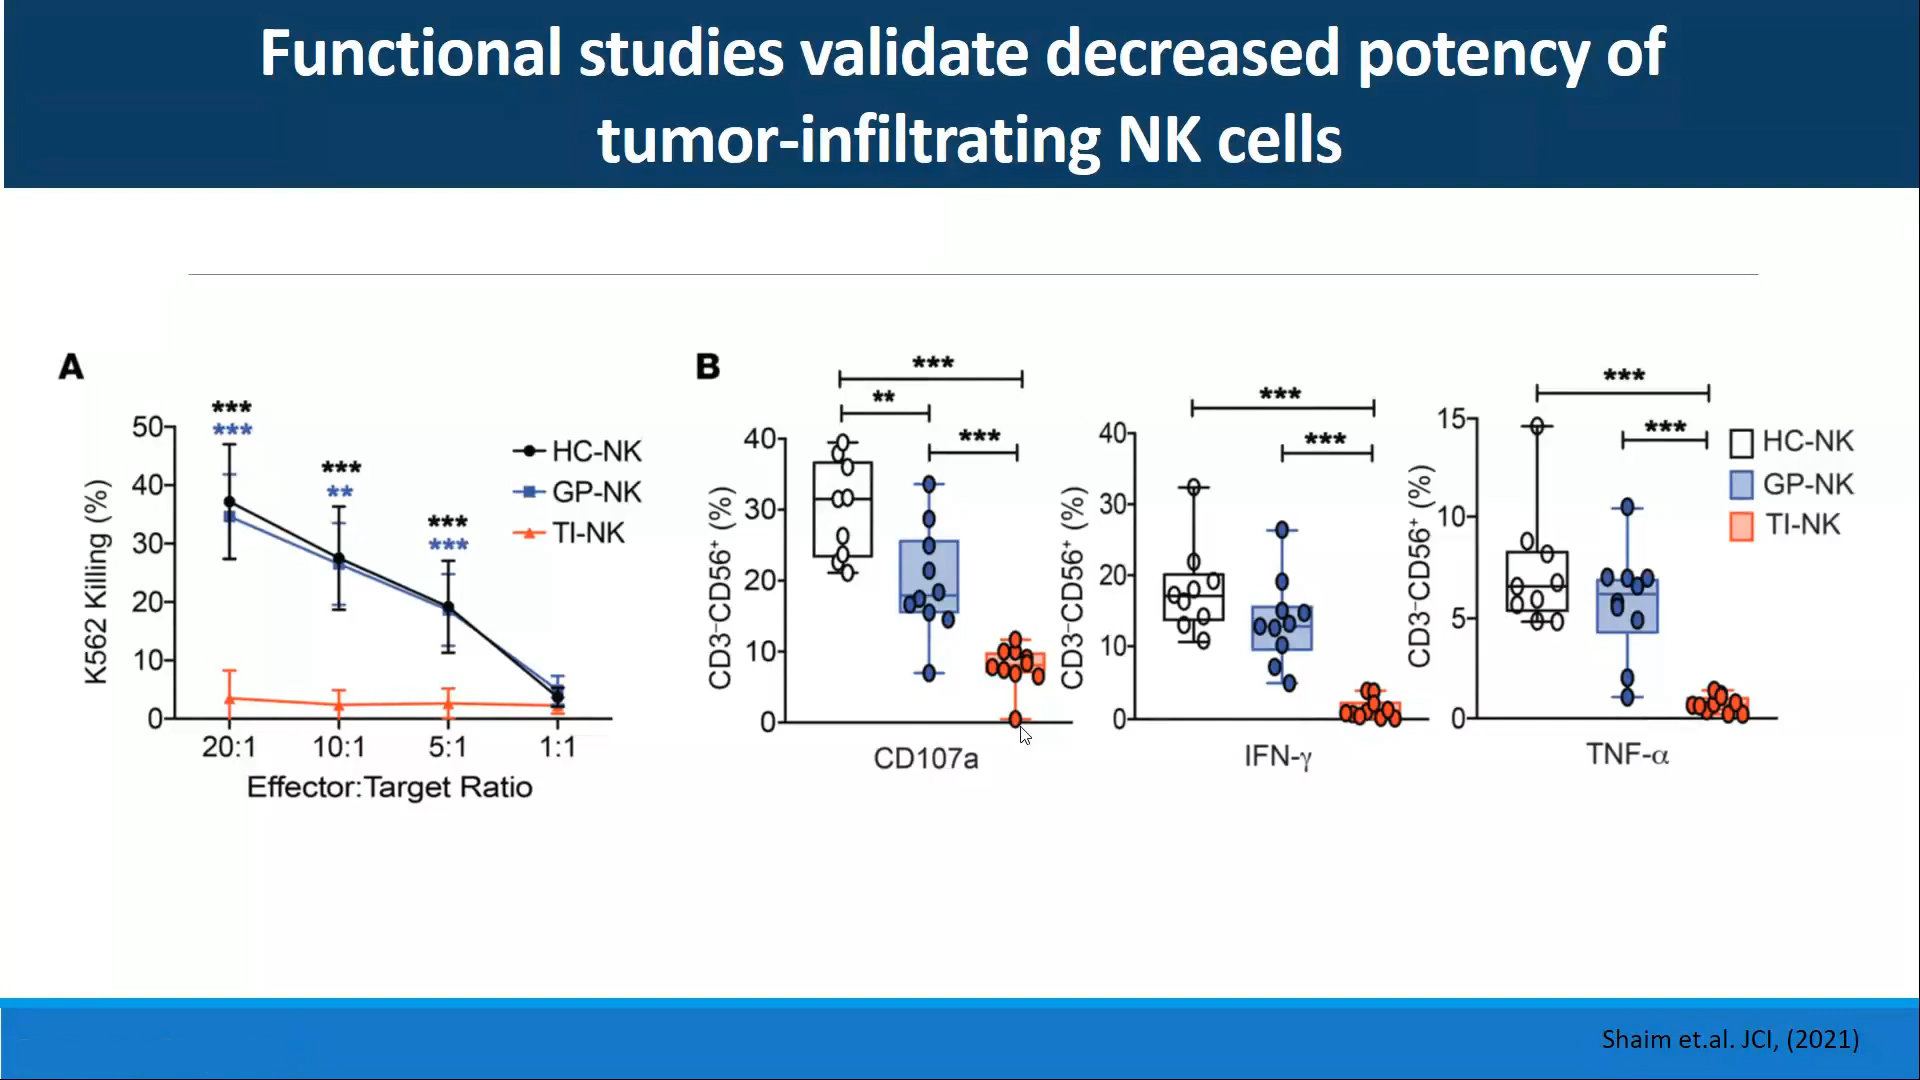 Functional studies validate decreased potency of
tumor-infiltrating NK cells
A
***
***
***
**
***
***
50
40
30
20
10
0
K562 Killing (%)
20:1 10:1 5:1 1:1
Effector:Target Ratio
HC-NK
GP-NK
TI-NK
B
***
**
***
40
30
20
10
0
CD3⁻CD56⁺ (%)
CD107a
***
***
40
30
20
10
0
CD3⁻CD56⁺ (%)
IFN-γ
***
***
15
10
5
0
CD3⁻CD56⁺ (%)
TNF-α
HC-NK
GP-NK
TI-NK
Shaim et.al. JCI, (2021)